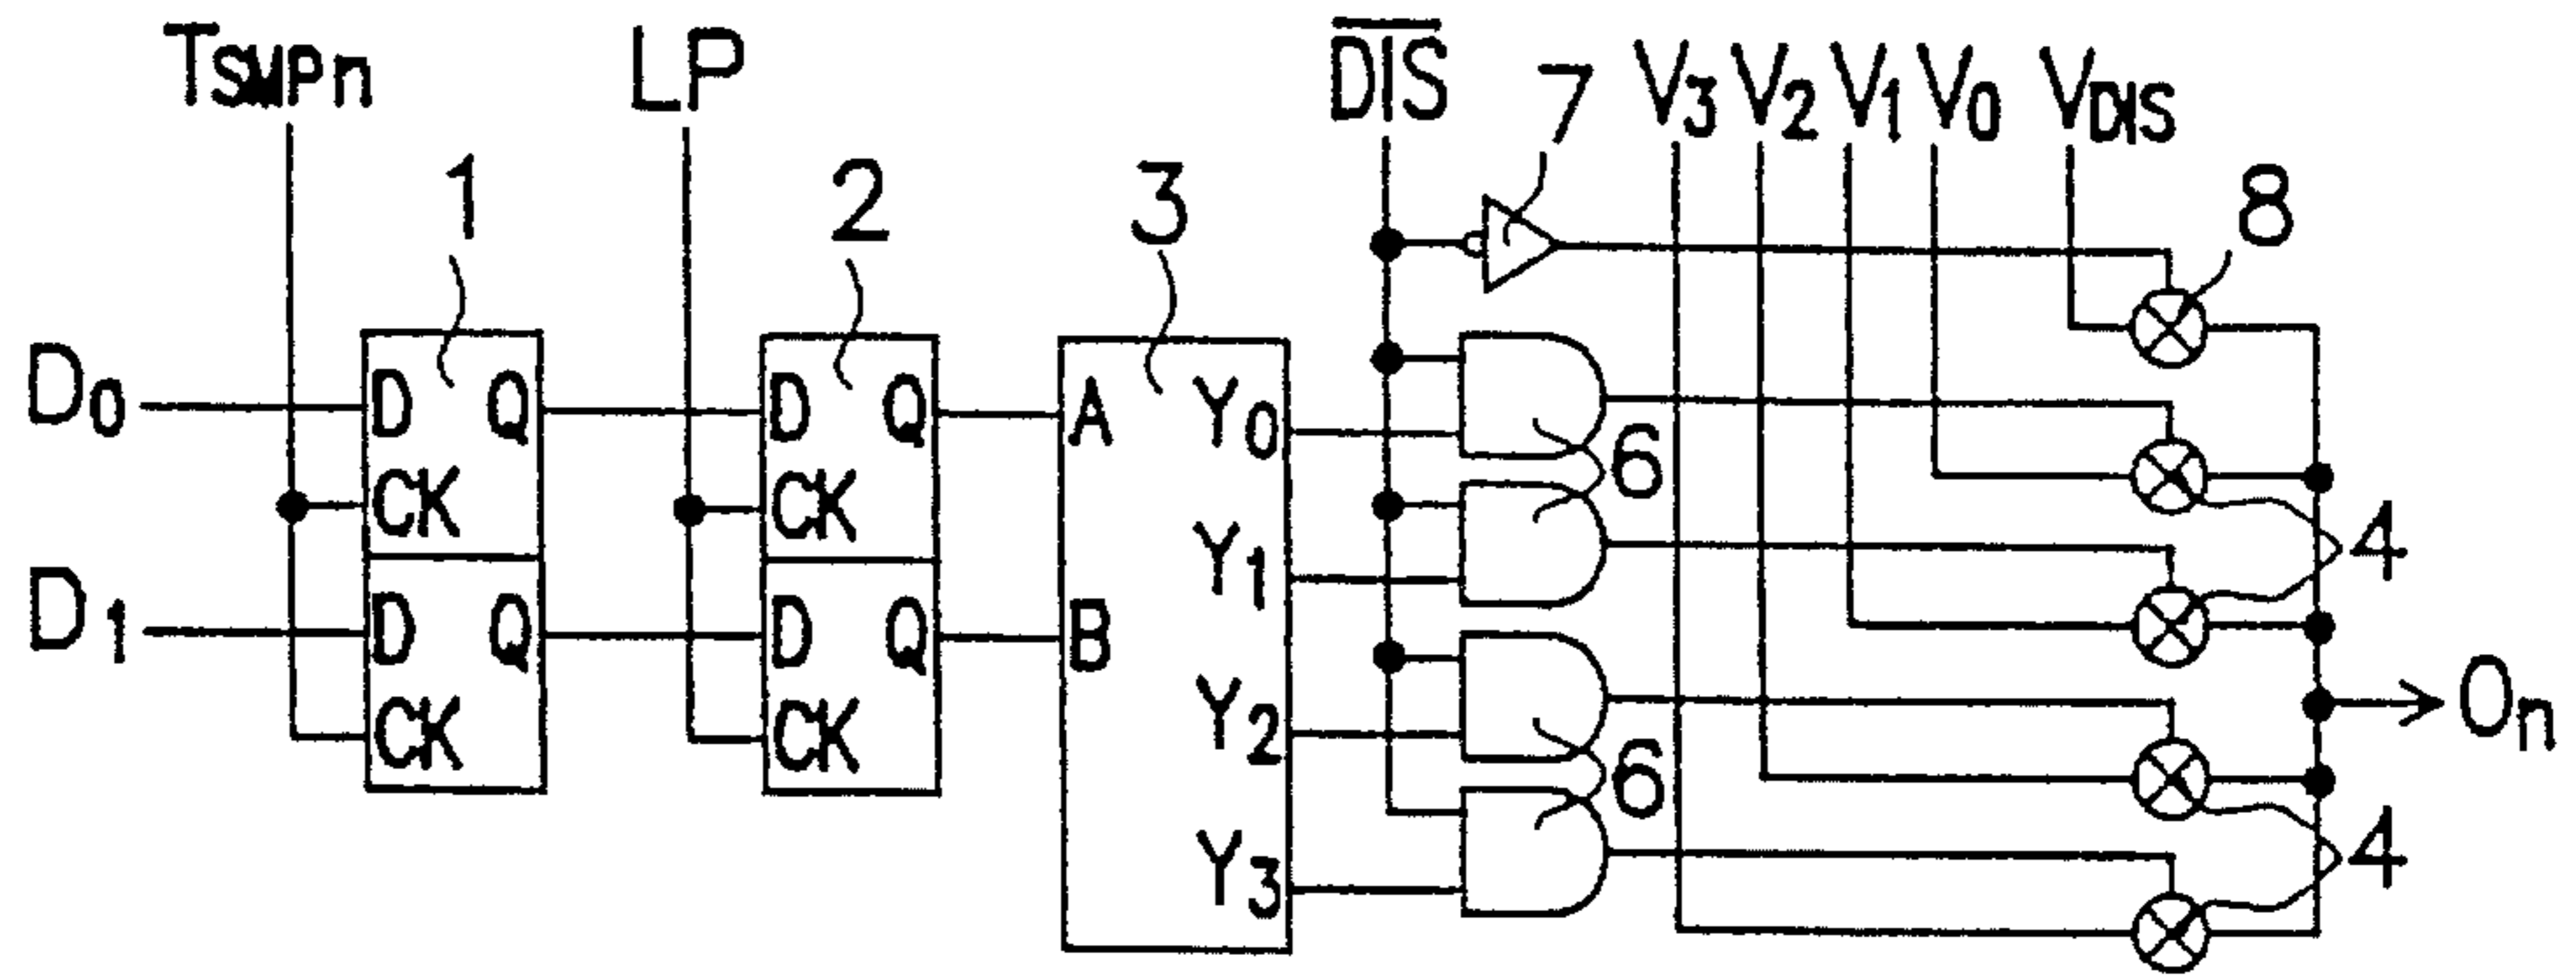 TSMPn LP DIS 7 V3 V2 V1 V0 VDIS
1 2 3 8
D0 D Q D Q A Y0 6
CK CK 4
Y1
D1 D Q D Q B
CK CK Y2 On
6
Y3 4